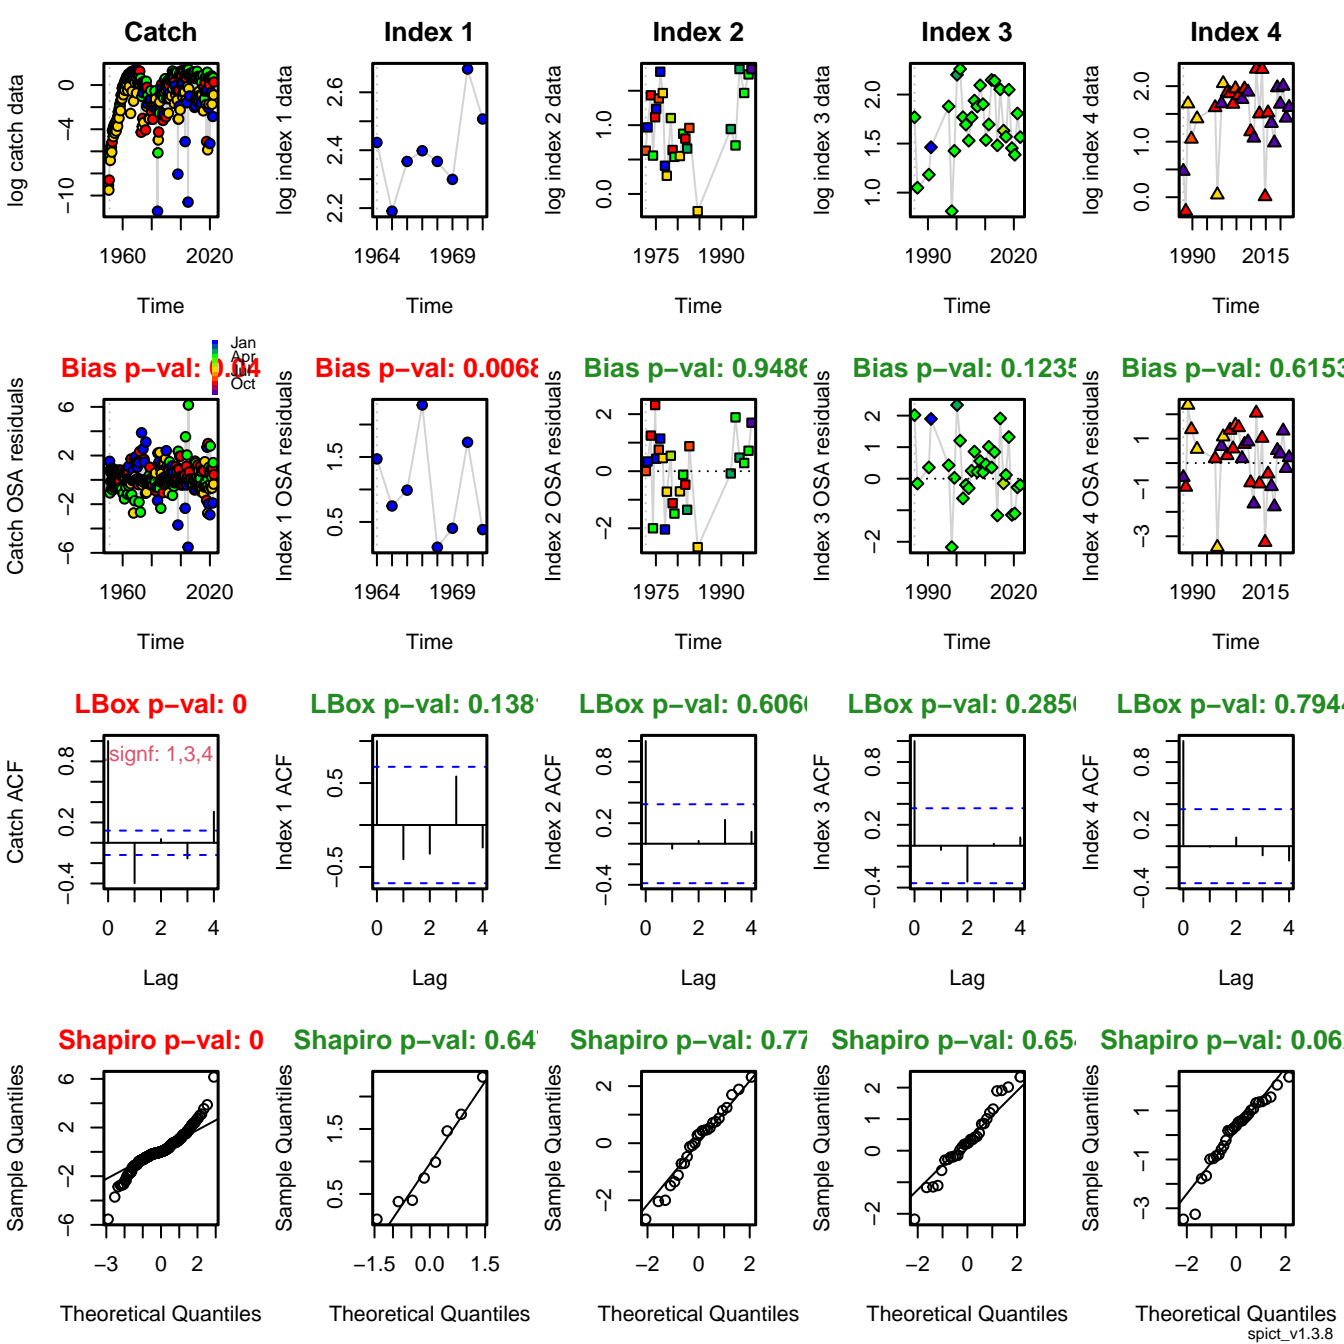 Catch Index 1 Index 2 Index 3 Index 4
log catch data
0
−4
−10
1960 2020
Time
log index 1 data
2.6
2.4
2.2
1964 1969
Time
log index 2 data
1.0
0.0
1975 1990
Time
log index 3 data
2.0
1.5
1.0
1990 2020
Time
log index 4 data
2.0
1.0
0.0
1990 2015
Time
Bias p−val: 0.04
Jan
Apr
Jul
Oct
Catch OSA residuals
6
2
−2
−6
1960 2020
Time
Bias p−val: 0.0068
Index 1 OSA residuals
1.5
0.5
1964 1969
Time
Bias p−val: 0.9486
Index 2 OSA residuals
2
0
−2
1975 1990
Time
Bias p−val: 0.1235
Index 3 OSA residuals
2
1
0
−2
1990 2020
Time
Bias p−val: 0.6153
Index 4 OSA residuals
1
−1
−3
1990 2015
Time
LBox p−val: 0
signf: 1,3,4
Catch ACF
0.8
0.2
−0.4
0 2 4
Lag
LBox p−val: 0.138
Index 1 ACF
0.5
−0.5
0 2 4
Lag
LBox p−val: 0.606
Index 2 ACF
0.8
0.2
−0.4
0 2 4
Lag
LBox p−val: 0.285
Index 3 ACF
0.8
0.2
−0.4
0 2 4
Lag
LBox p−val: 0.794
Index 4 ACF
0.8
0.2
−0.4
0 2 4
Lag
Shapiro p−val: 0
Sample Quantiles
6
2
−2
−6
−3 0 2
Theoretical Quantiles
Shapiro p−val: 0.64
Sample Quantiles
1.5
0.5
−1.5 0.0 1.5
Theoretical Quantiles
Shapiro p−val: 0.77
Sample Quantiles
2
0
−2
−2 0 2
Theoretical Quantiles
Shapiro p−val: 0.65
Sample Quantiles
2
1
0
−2
−2 0 2
Theoretical Quantiles
Shapiro p−val: 0.06
Sample Quantiles
1
−1
−3
−2 0 2
Theoretical Quantiles
spict_v1.3.8